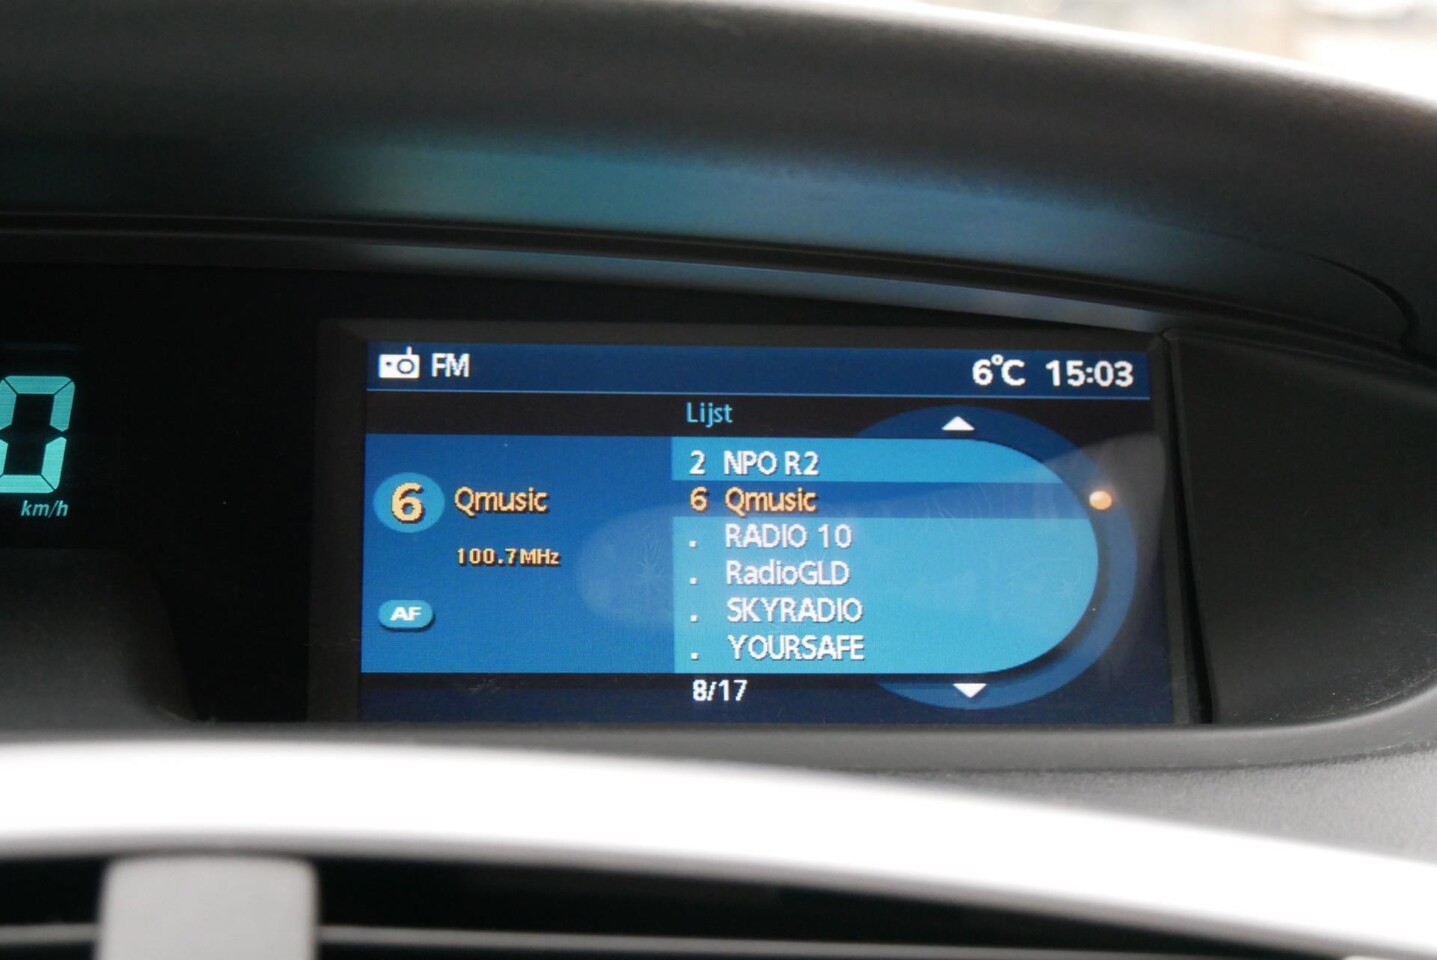 FM
6°C 15:03
Lijst
0
km/h
6 Qmusic
100.7MHz
AF
2 NPO R2
6 Qmusic
. RADIO 10
. RadioGLD
. SKYRADIO
. YOURSAFE
8/17